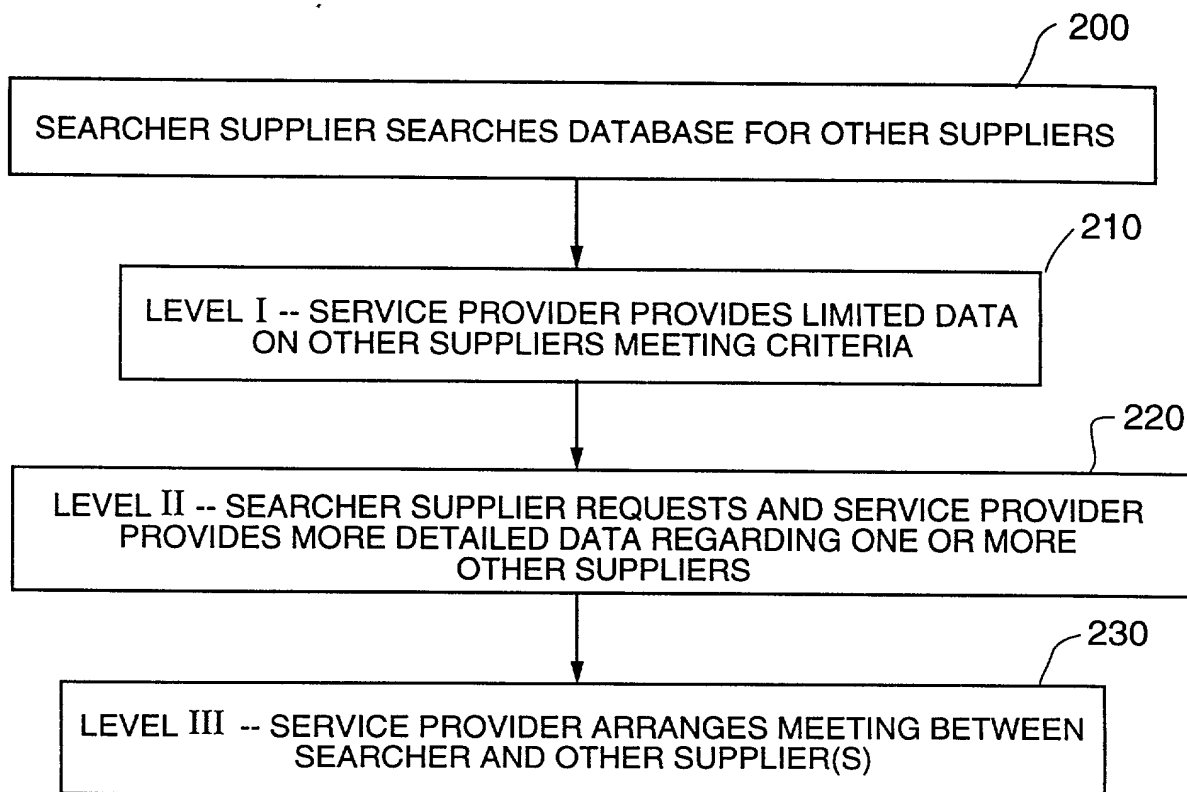 200
SEARCHER SUPPLIER SEARCHES DATABASE FOR OTHER SUPPLIERS
210
LEVEL I -- SERVICE PROVIDER PROVIDES LIMITED DATA
ON OTHER SUPPLIERS MEETING CRITERIA
220
LEVEL II -- SEARCHER SUPPLIER REQUESTS AND SERVICE PROVIDER
PROVIDES MORE DETAILED DATA REGARDING ONE OR MORE
OTHER SUPPLIERS
230
LEVEL III -- SERVICE PROVIDER ARRANGES MEETING BETWEEN
SEARCHER AND OTHER SUPPLIER(S)